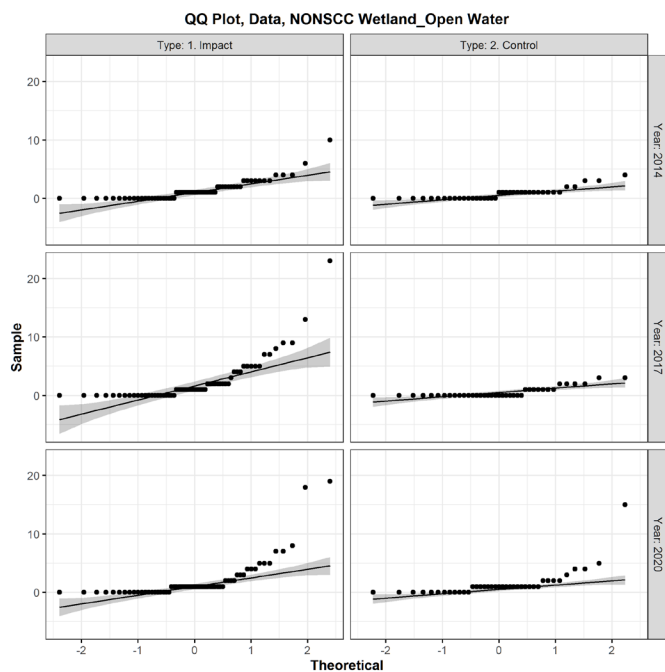 QQ Plot, Data, NONSCC Wetland_Open Water
Type: 1. Impact
Type: 2. Control
20
10
0
Year: 2014
20
10
0
Year: 2017
20
10
0
Year: 2020
Sample
-2 -1 0 1 2
-2 -1 0 1 2
Theoretical